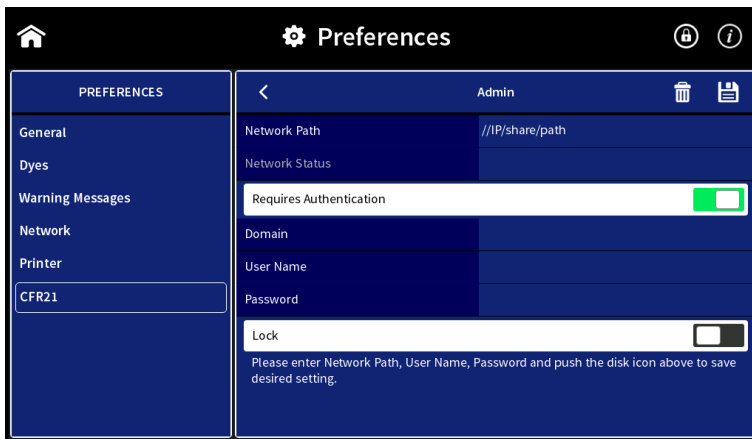 Preferences
PREFERENCES
General
Dyes
Warning Messages
Network
Printer
CFR21
Admin
Network Path //IP/share/path
Network Status
Requires Authentication
Domain
User Name
Password
Lock
Please enter Network Path, User Name, Password and push the disk icon above to save
desired setting.